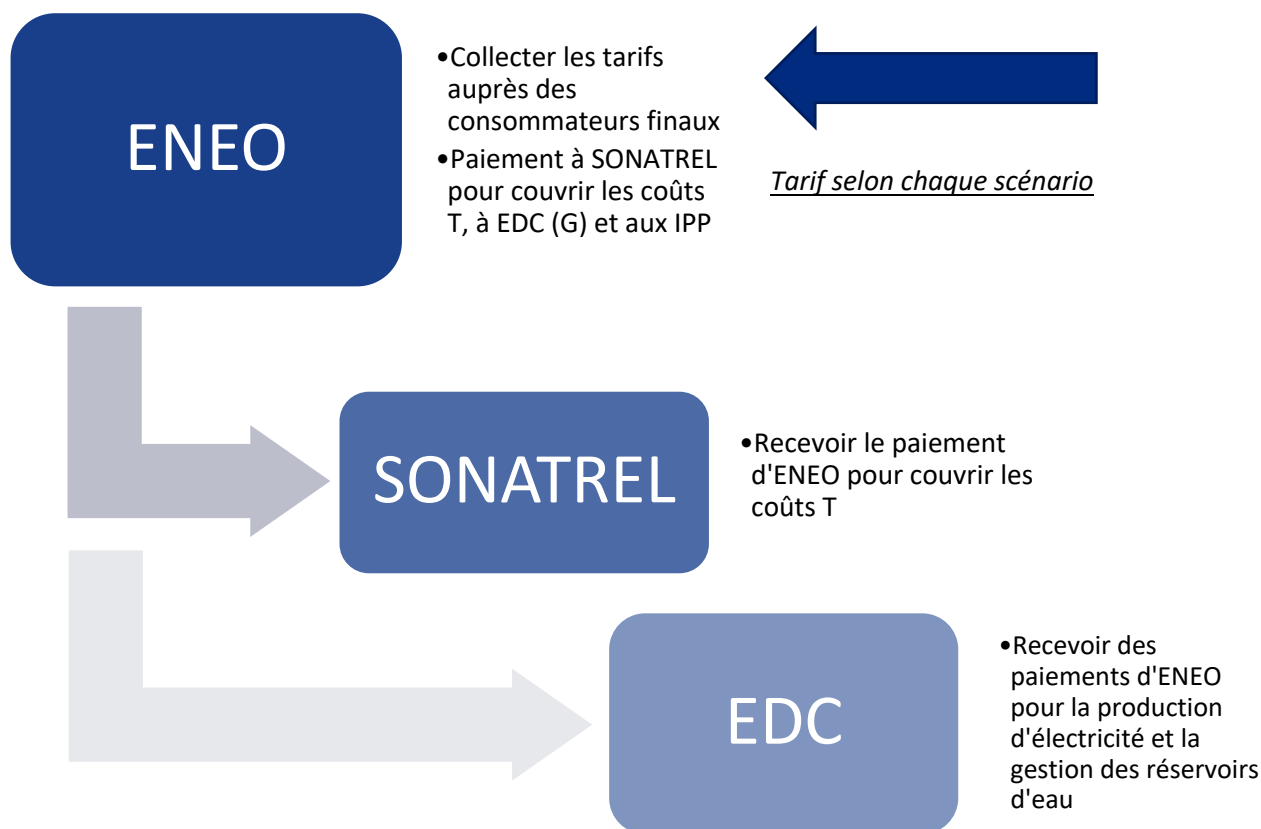 ENEO
•Collecter les tarifs
auprès des
consommateurs finaux
•Paiement à SONATREL
pour couvrir les coûts
T, à EDC (G) et aux IPP
Tarif selon chaque scénario
SONATREL
•Recevoir le paiement
d'ENEO pour couvrir les
coûts T
EDC
•Recevoir des
paiements d'ENEO
pour la production
d'électricité et la
gestion des réservoirs
d'eau